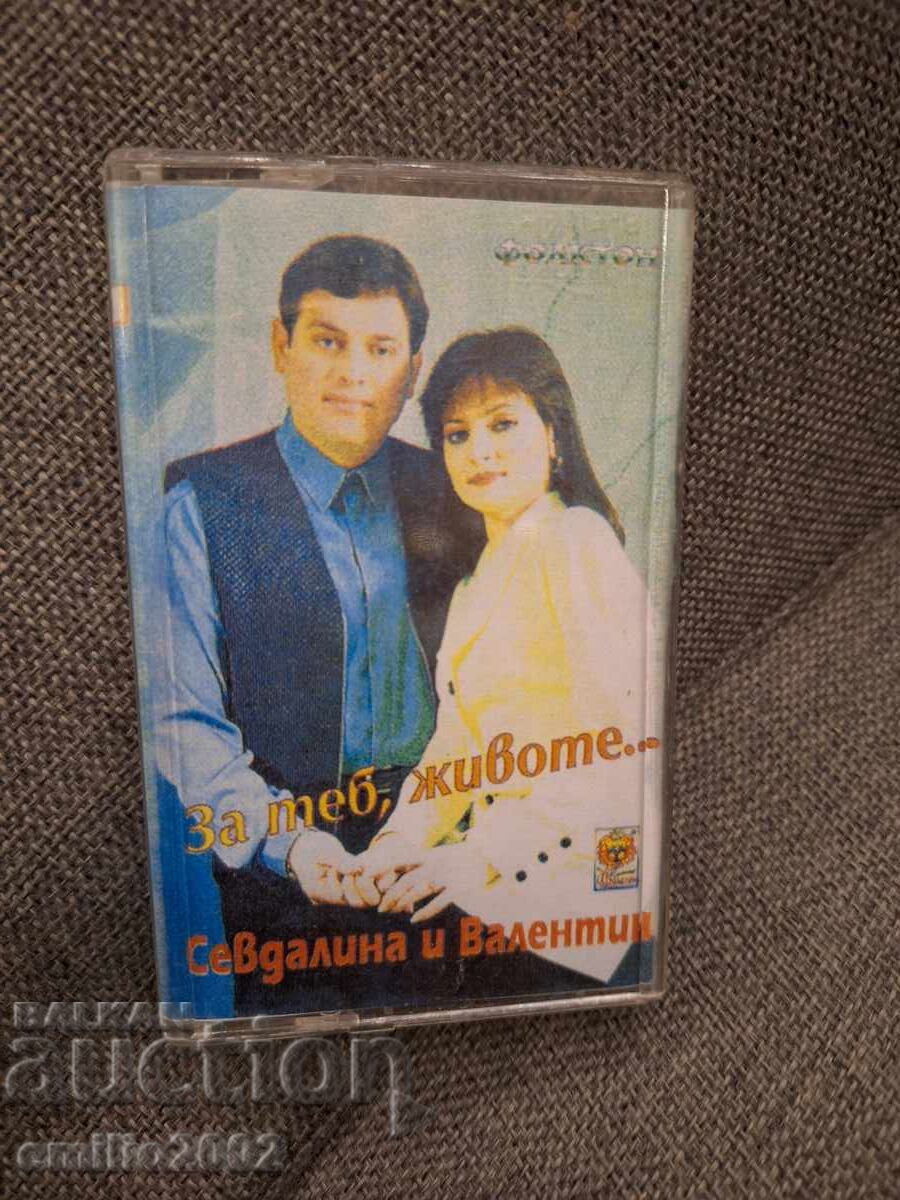 ФОЛКТОН
За теб, животе...
Севдалина и Валентин
BALKAN
auction
emilio2002